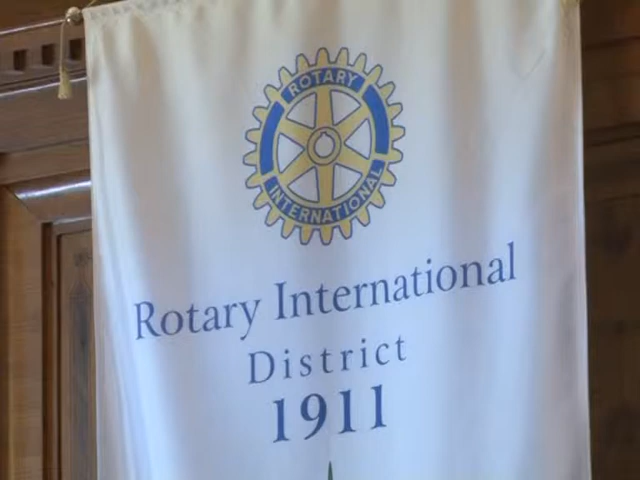 ROTARY
INTERNATIONAL
Rotary International
District
1911